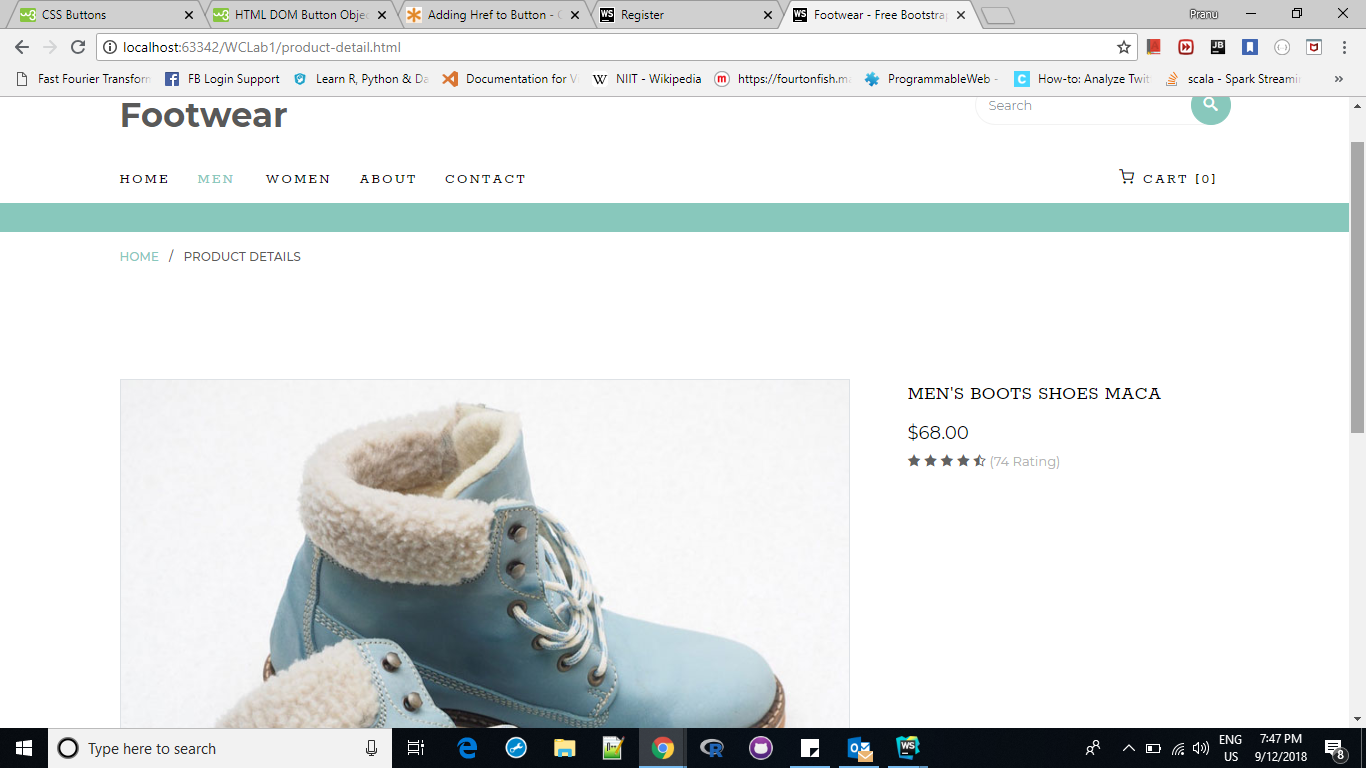 CSS Buttons
HTML DOM Button Objec
Adding Href to Button - 
Register
Footwear - Free Bootstrap
Pranu
localhost:63342/WCLab1/product-detail.html
Fast Fourier Transform
FB Login Support
Learn R, Python & Da
Documentation for V
NIIT - Wikipedia
https://fourtonfish.m
ProgrammableWeb -
How-to: Analyze Twit
scala - Spark Streamin
»
Footwear
Search
HOME MEN WOMEN ABOUT CONTACT
CART [0]
HOME / PRODUCT DETAILS
MEN'S BOOTS SHOES MACA
$68.00
(74 Rating)
Type here to search
ENG
US
7:47 PM
9/12/2018
8